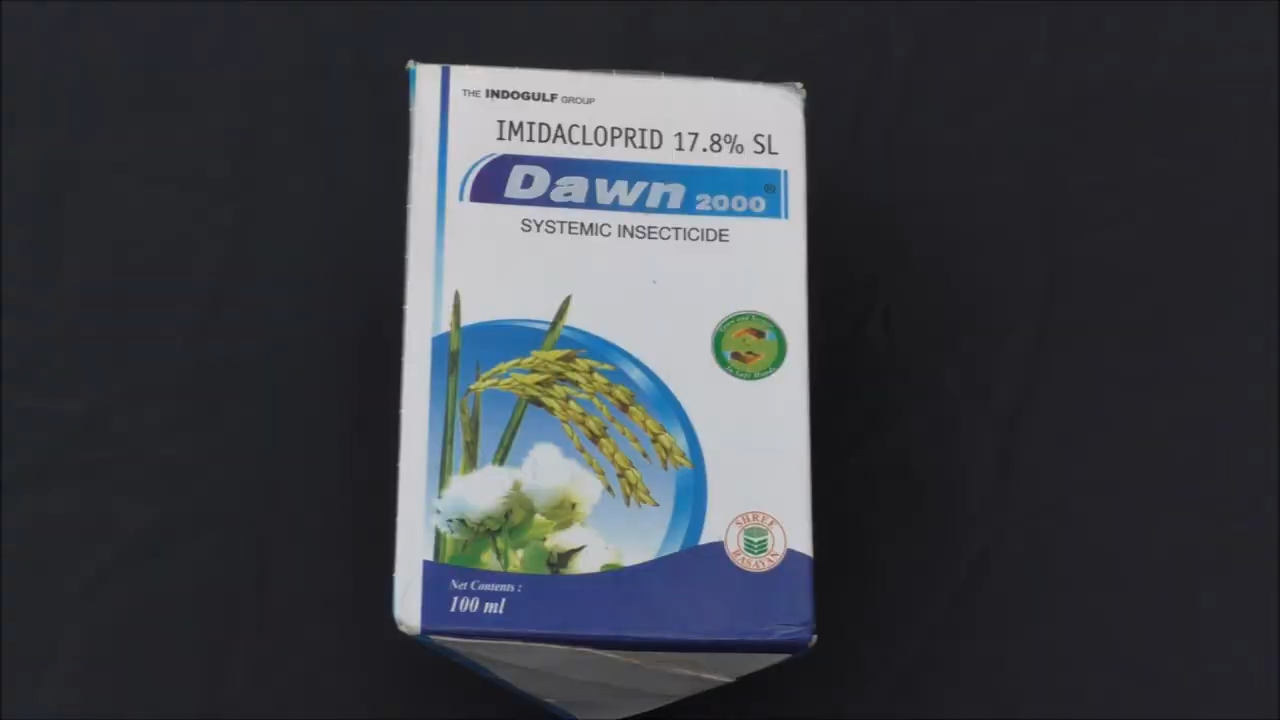 THE INDOGULF GROUP
IMIDACLOPRID 17.8% SL
Dawn 2000®
SYSTEMIC INSECTICIDE
SHREE
RASAYAN
Net Contents :
100 ml